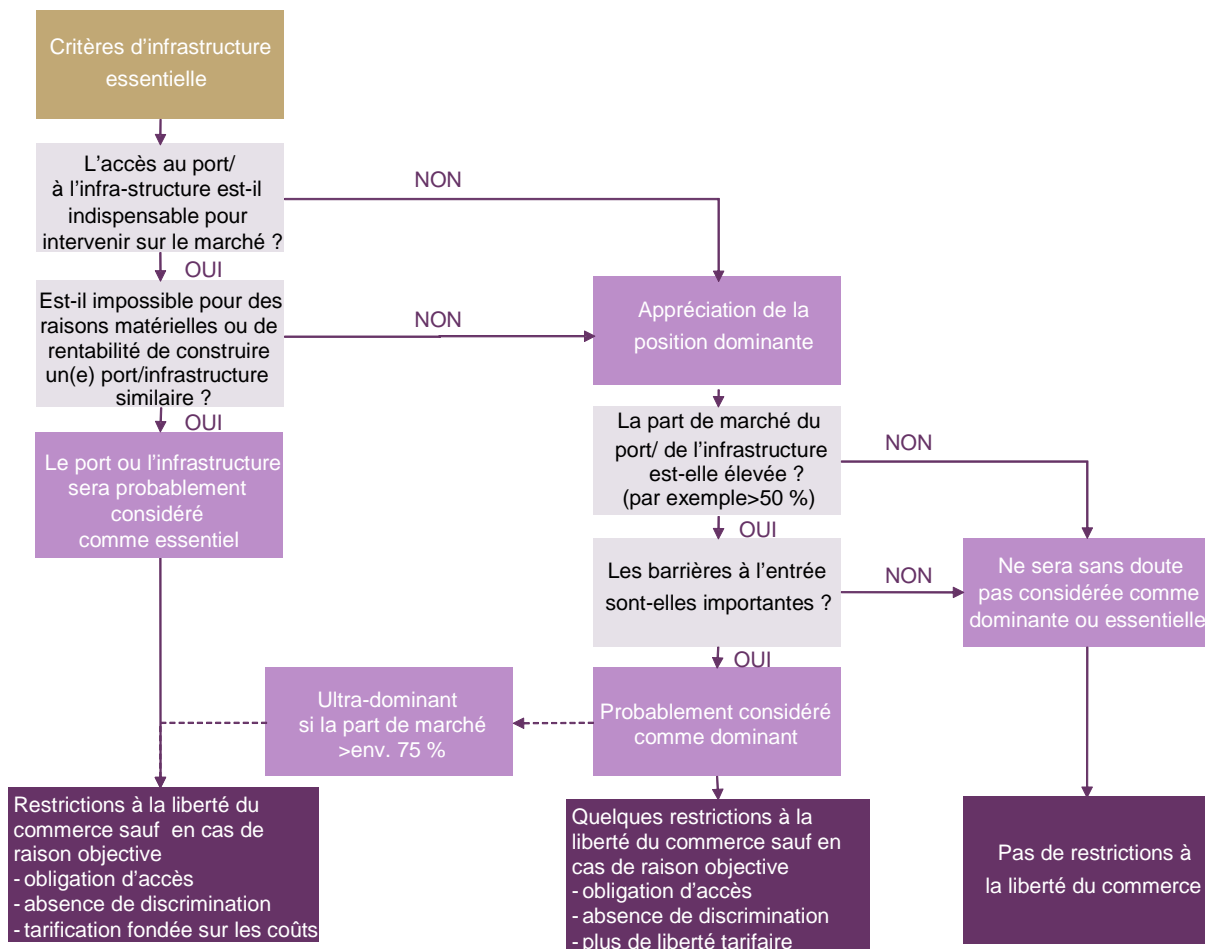 Critères d'infrastructure
essentielle
L'accès au port/
à l'infra-structure est-il
indispensable pour
intervenir sur le marché ?
NON
OUI
Est-il impossible pour des
raisons matérielles ou de
rentabilité de construire
un(e) port/infrastructure
similaire ?
NON
OUI
Appréciation de la
position dominante
La part de marché du
port/ de l'infrastructure
est-elle élevée ?
(par exemple>50 %)
NON
OUI
Le port ou l'infrastructure
sera probablement
considéré
comme essentiel
Les barrières à l'entrée
sont-elles importantes ?
NON
OUI
Ne sera sans doute
pas considérée comme
dominante ou essentielle
Ultra-dominant
si la part de marché
>env. 75 %
Probablement considéré
comme dominant
Restrictions à la liberté du
commerce sauf en cas de
raison objective
- obligation d'accès
- absence de discrimination
- tarification fondée sur les coûts
Quelques restrictions à la
liberté du commerce sauf en
cas de raison objective
- obligation d'accès
- absence de discrimination
- plus de liberté tarifaire
Pas de restrictions à
la liberté du commerce